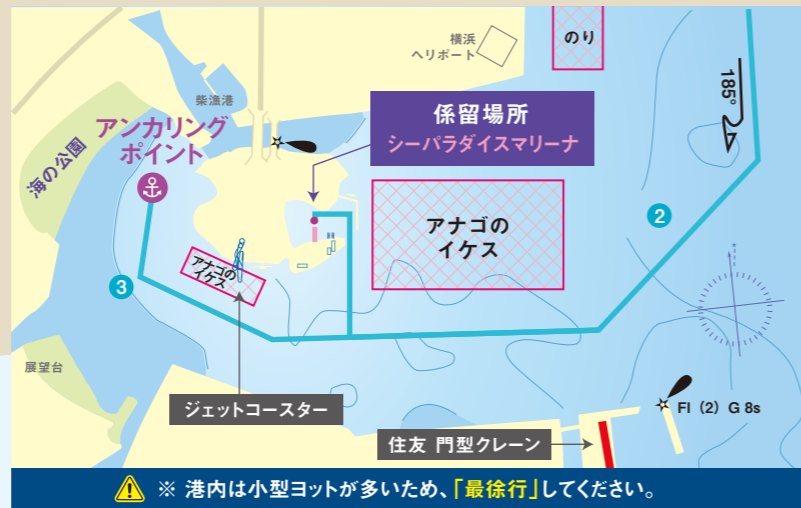 のり
横浜
ヘリポート
185°
柴漁港
係留場所
シーパラダイスマリーナ
アンカリング
ポイント
海の公園
アナゴの
イケス
2
アナゴの
イケス
3
展望台
ジェットコースター
Fl (2) G 8s
住友 門型クレーン
※ 港内は小型ヨットが多いため、「最徐行」してください。